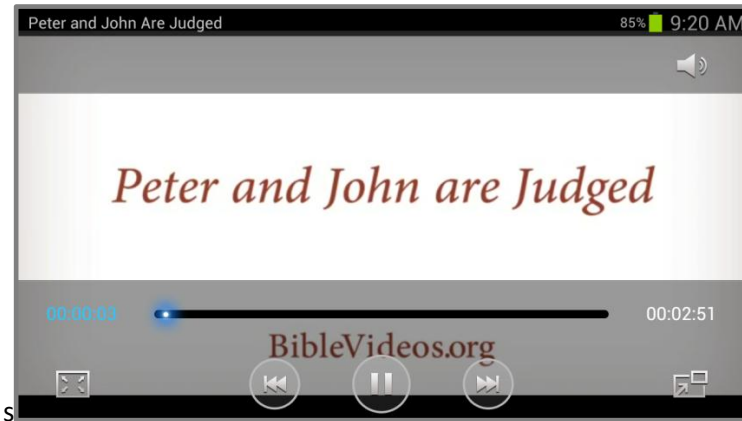 Peter and John Are Judged 85% 9:20 AM
Peter and John are Judged
00:00:03 00:02:51
BibleVideos.org
s